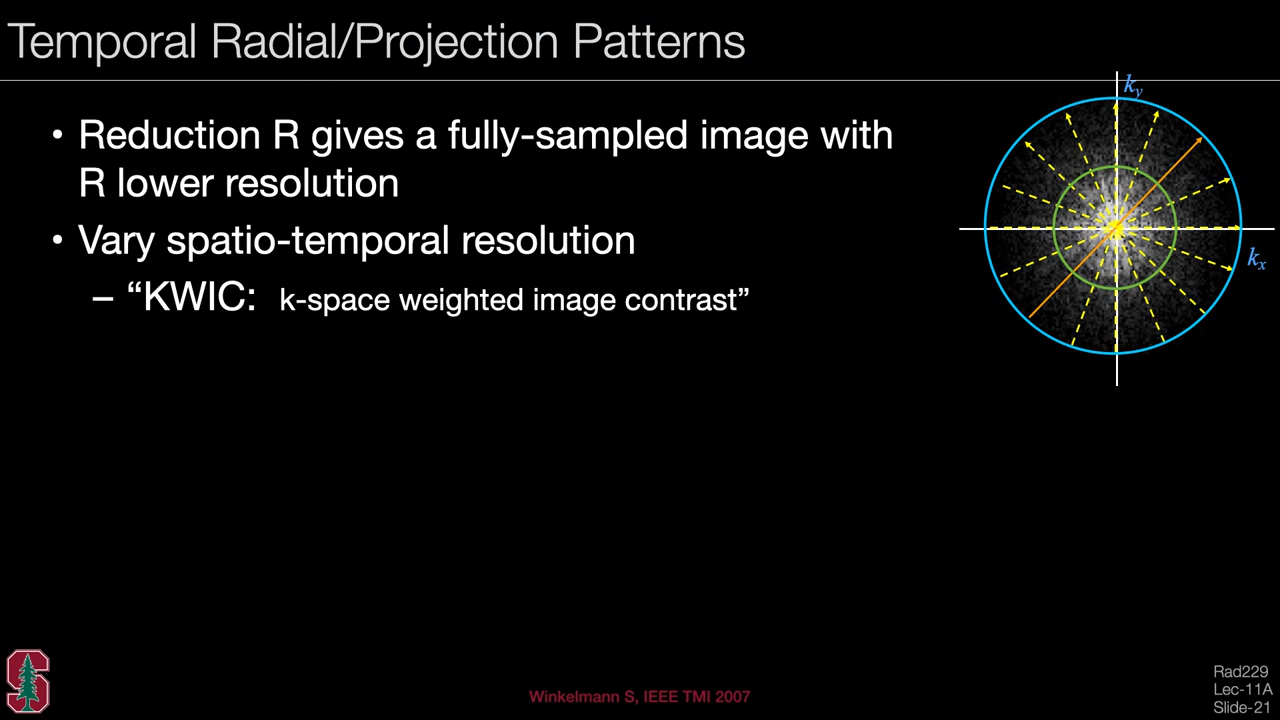 Temporal Radial/Projection Patterns
• Reduction R gives a fully-sampled image with
R lower resolution
• Vary spatio-temporal resolution
– “KWIC: k-space weighted image contrast”
ky
kx
S
Winkelmann S, IEEE TMI 2007
Rad229
Lec-11A
Slide-21